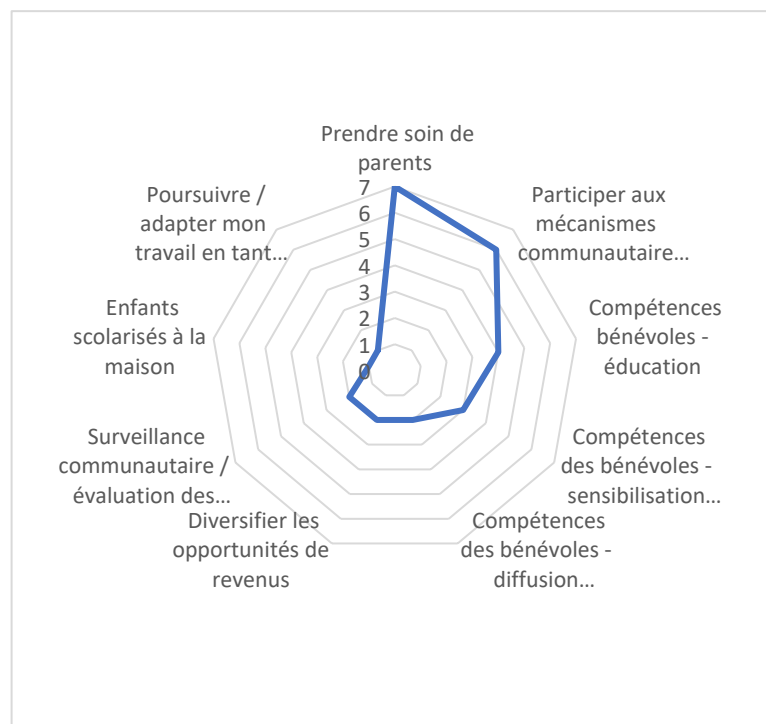 Prendre soin de
parents
Participer aux
mécanismes
communautaire...
Compétences
bénévoles -
éducation
Compétences
des bénévoles -
sensibilisation...
Compétences
des bénévoles -
diffusion...
Diversifier les
opportunités de
revenus
Surveillance
communautaire /
évaluation des...
Enfants
scolarisés à la
maison
Poursuivre /
adapter mon
travail en tant...
7
6
5
4
3
2
1
0